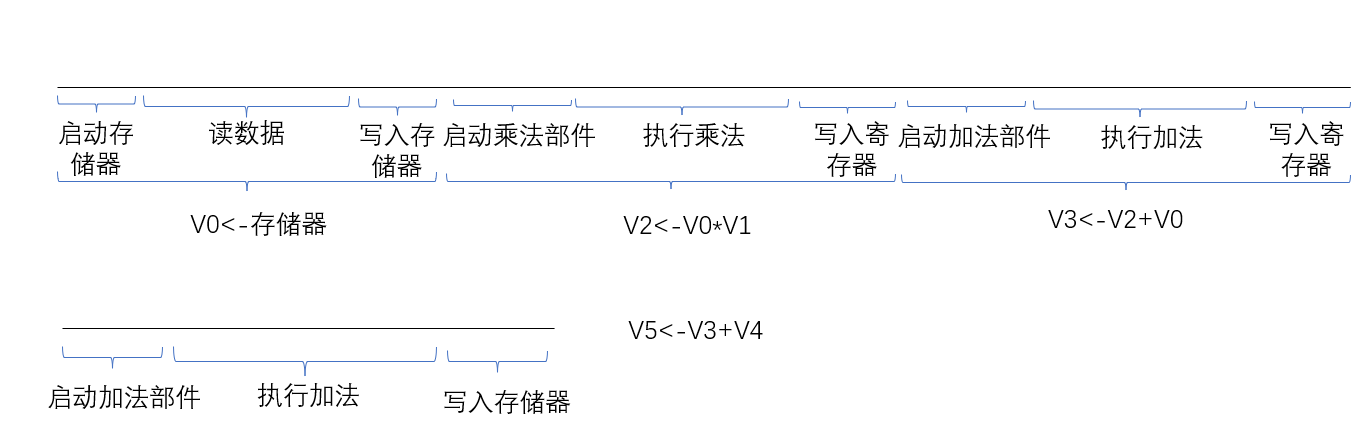 启动存
储器
读数据
写入存
储器
启动乘法部件
执行乘法
写入寄
存器
启动加法部件
执行加法
写入寄
存器
V0<-存储器
V2<-V0*V1
V3<-V2+V0
V5<-V3+V4
启动加法部件
执行加法
写入存储器